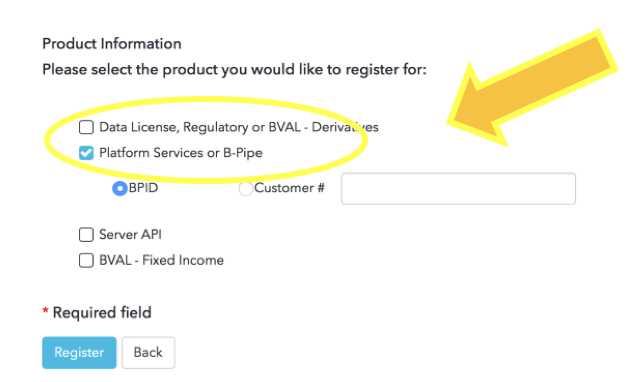 Product Information
Please select the product you would like to register for:
Data License, Regulatory or BVAL - Derivatives
Platform Services or B-Pipe
BPID Customer #
Server API
BVAL - Fixed Income
* Required field
Register Back